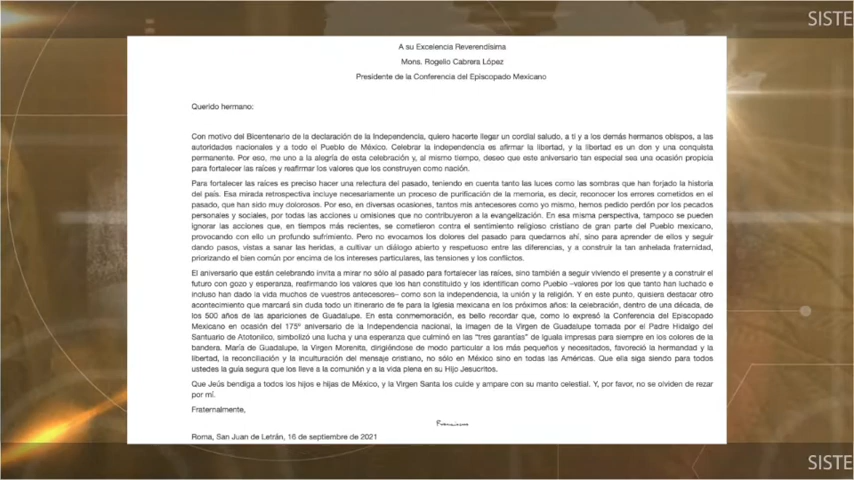 SISTE
A su Excelencia Reverendísima
Mons. Rogelio Cabrera López
Presidente de la Conferencia del Episcopado Mexicano
Querido hermano:
Con motivo del Bicentenario de la declaración de la Independencia, quiero hacerte llegar un cordial saludo, a ti y a los demás hermanos obispos, a las
autoridades nacionales y a todo el Pueblo de México. Celebrar la Independencia es afirmar la libertad, y la libertad es un don y una conquista
permanente. Por eso, me uno a la alegría de esta celebración y, al mismo tiempo, deseo que este aniversario tan especial sea una ocasión propicia
para fortalecer las raíces y reafirmar los valores que los construyen como nación.
Para fortalecer las raíces es preciso hacer una relectura del pasado, teniendo en cuenta tanto las luces como las sombras que han forjado la historia
del país. Esa mirada retrospectiva incluye necesariamente un proceso de purificación de la memoria, es decir, reconocer los errores cometidos en el
pasado, que han sido muy dolorosos. Por eso, en diversas ocasiones, tantos mis antecesores como yo mismo, hemos pedido perdón por los pecados
personales y sociales, por todas las acciones u omisiones que no contribuyeron a la evangelización. En esa misma perspectiva, tampoco se pueden
ignorar las acciones que, en tiempos más recientes, se cometieron contra el sentimiento religioso cristiano de gran parte del Pueblo mexicano,
provocando con ello un profundo sufrimiento. Pero no evocamos los dolores del pasado para quedarnos ahí, sino para aprender de ellos y seguir
dando pasos, vistas a sanar las heridas, a cultivar un diálogo abierto y respetuoso entre las diferencias, y a construir la tan anhelada fraternidad,
priorizando el bien común por encima de los intereses particulares, las tensiones y los conflictos.
El aniversario que están celebrando invita a mirar no sólo al pasado para fortalecer las raíces, sino también a seguir viviendo el presente y a construir el
futuro con gozo y esperanza, reafirmando los valores que los han constituido y los identifican como Pueblo –valores por los que tanto han luchado e
incluso han dado la vida muchos de vuestros antecesores– como son la independencia, la unión y la religión. Y en este punto, quisiera destacar otro
acontecimiento que marcará sin duda todo un itinerario de fe para la Iglesia mexicana en los próximos años: la celebración, dentro de una década, de
los 500 años de las apariciones de Guadalupe. En esta conmemoración, es bello recordar que, como lo expresó la Conferencia del Episcopado
Mexicano en ocasión del 175º aniversario de la Independencia nacional, la imagen de la Virgen de Guadalupe tomada por el Padre Hidalgo del
Santuario de Atotonilco, simbolizó una lucha y una esperanza que culminó en las “tres garantías” de Iguala impresas para siempre en los colores de la
bandera. María de Guadalupe, la Virgen Morenita, dirigiéndose de modo particular a los más pequeños y necesitados, favoreció la hermandad y la
libertad, la reconciliación y la inculturación del mensaje cristiano, no sólo en México sino en todas las Américas. Que ella siga siendo para todos
ustedes la guía segura que los lleve a la comunión y a la vida plena en su Hijo Jesucritos.
Que Jeús bendiga a todos los hijos e hijas de México, y la Virgen Santa los cuide y ampare con su manto celestial. Y, por favor, no se olviden de rezar
por mí.
Fraternalmente,
Franciscus
Roma, San Juan de Letrán, 16 de septiembre de 2021
SISTE